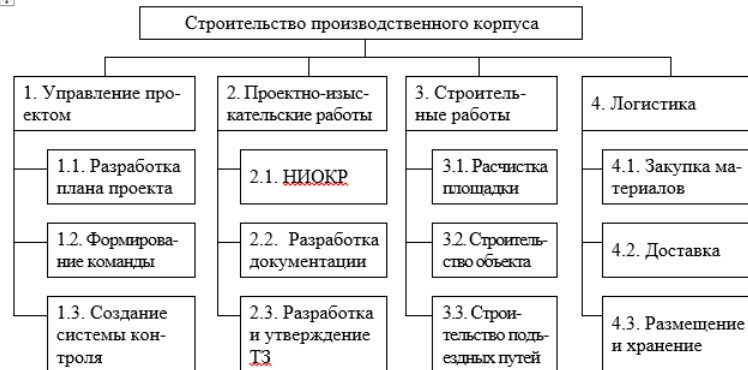 Строительство производственного корпуса
1. Управление про-
ектом
2. Проектно-изыс-
кательские работы
3. Строитель-
ные работы
4. Логистика
1.1. Разработка
плана проекта
2.1. НИОКР
3.1. Расчистка
площадки
4.1. Закупка ма-
териалов
1.2. Формирова-
ние команды
2.2. Разработка
документации
3.2. Строитель-
ство объекта
4.2. Доставка
1.3. Создание
системы кон-
троля
2.3. Разработка
и утверждение
ТЗ
3.3. Строи-
тельство подъ-
ездных путей
4.3. Размещение
и хранение